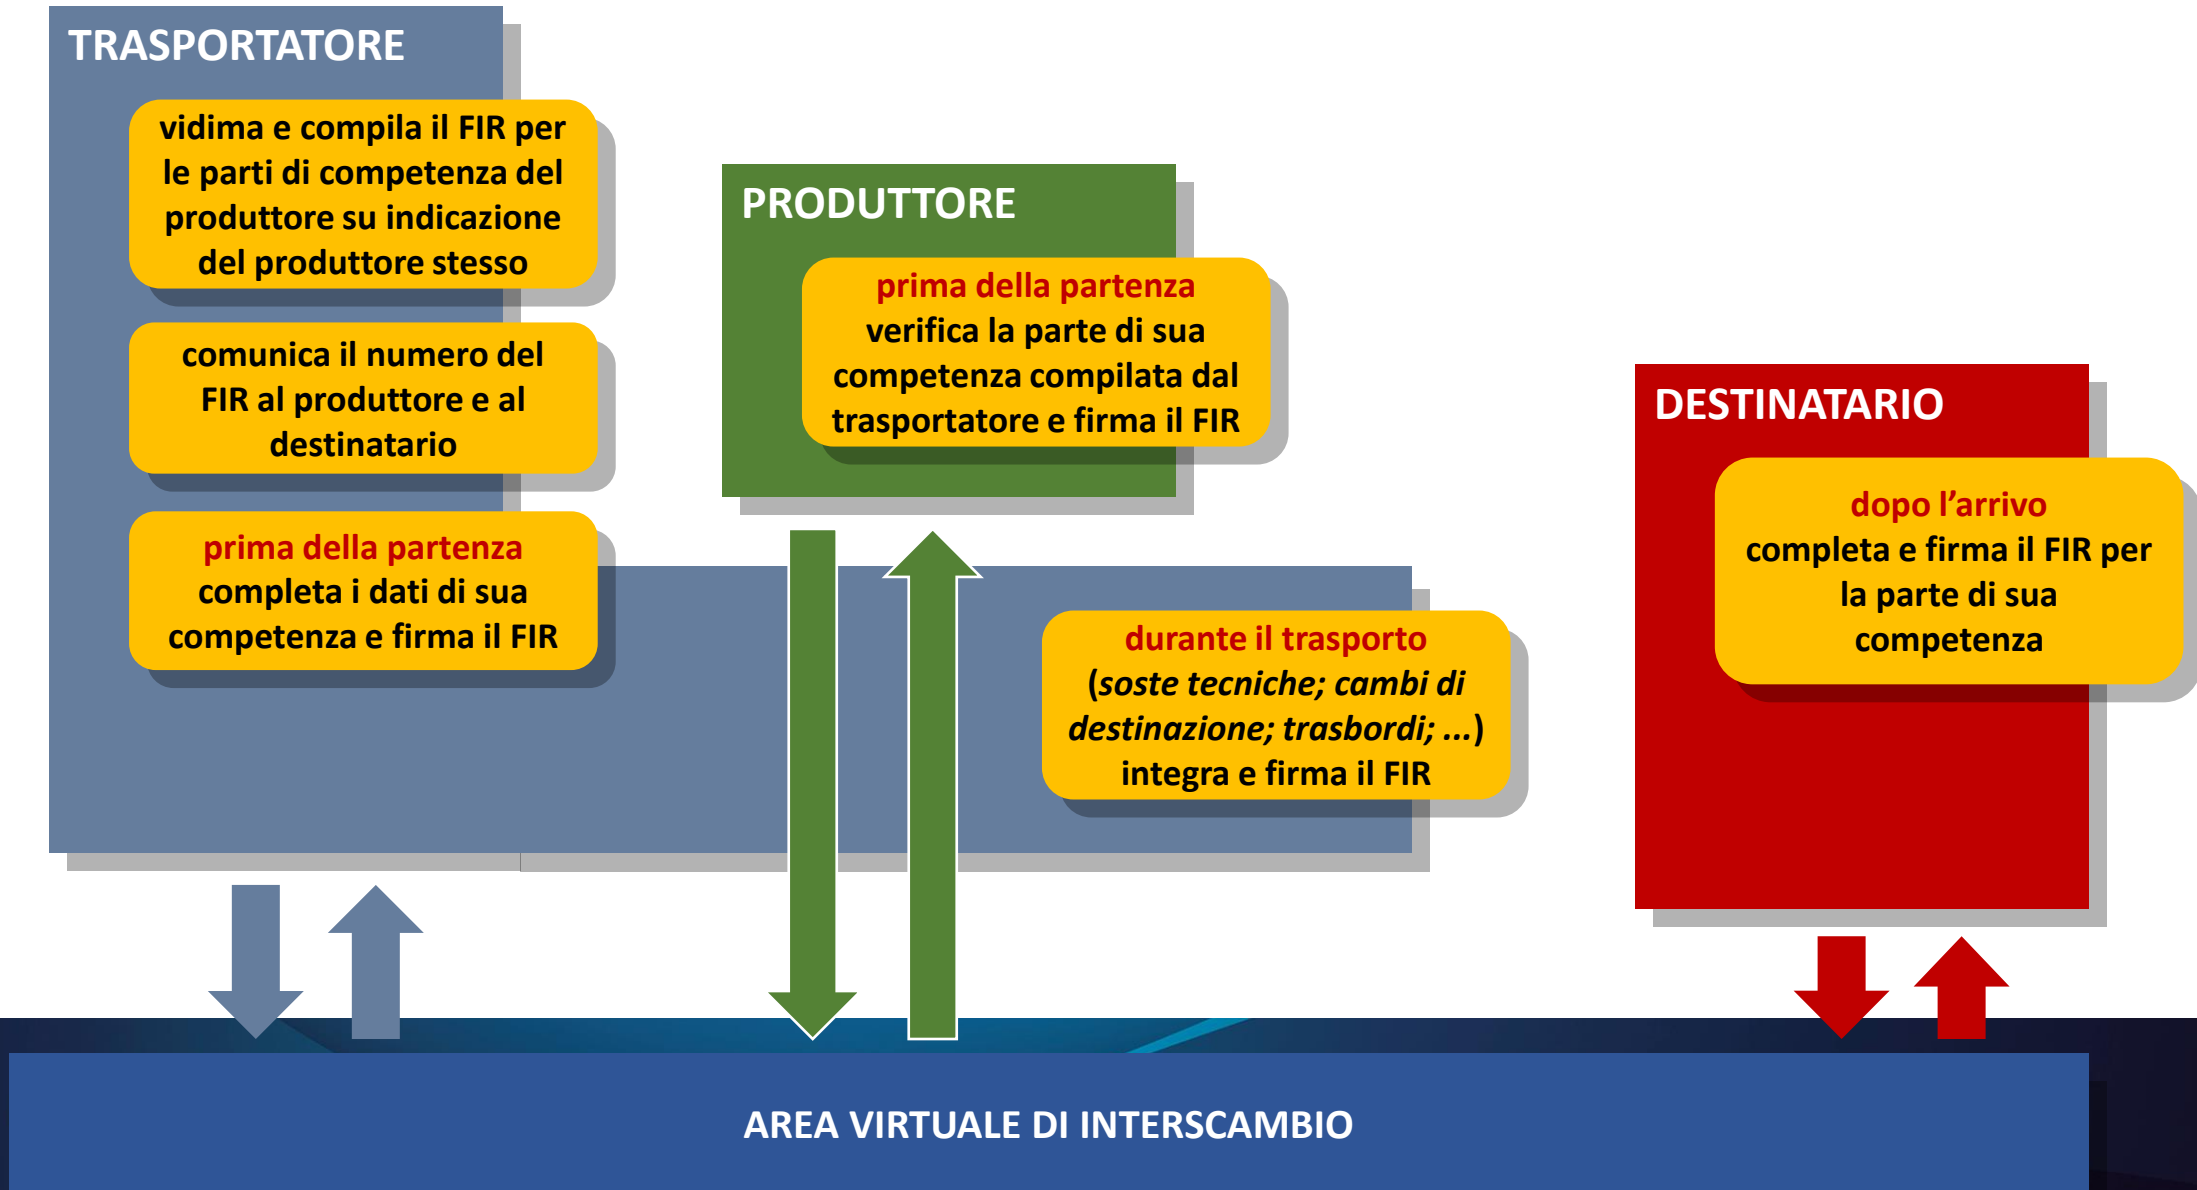 TRASPORTATORE
vidima e compila il FIR per
le parti di competenza del
produttore su indicazione
del produttore stesso
comunica il numero del
FIR al produttore e al
destinatario
prima della partenza
completa i dati di sua
competenza e firma il FIR
PRODUTTORE
prima della partenza
verifica la parte di sua
competenza compilata dal
trasportatore e firma il FIR
durante il trasporto
(soste tecniche; cambi di
destinazione; trasbordi; ...)
integra e firma il FIR
DESTINATARIO
dopo l’arrivo
completa e firma il FIR per
la parte di sua
competenza
AREA VIRTUALE DI INTERSCAMBIO